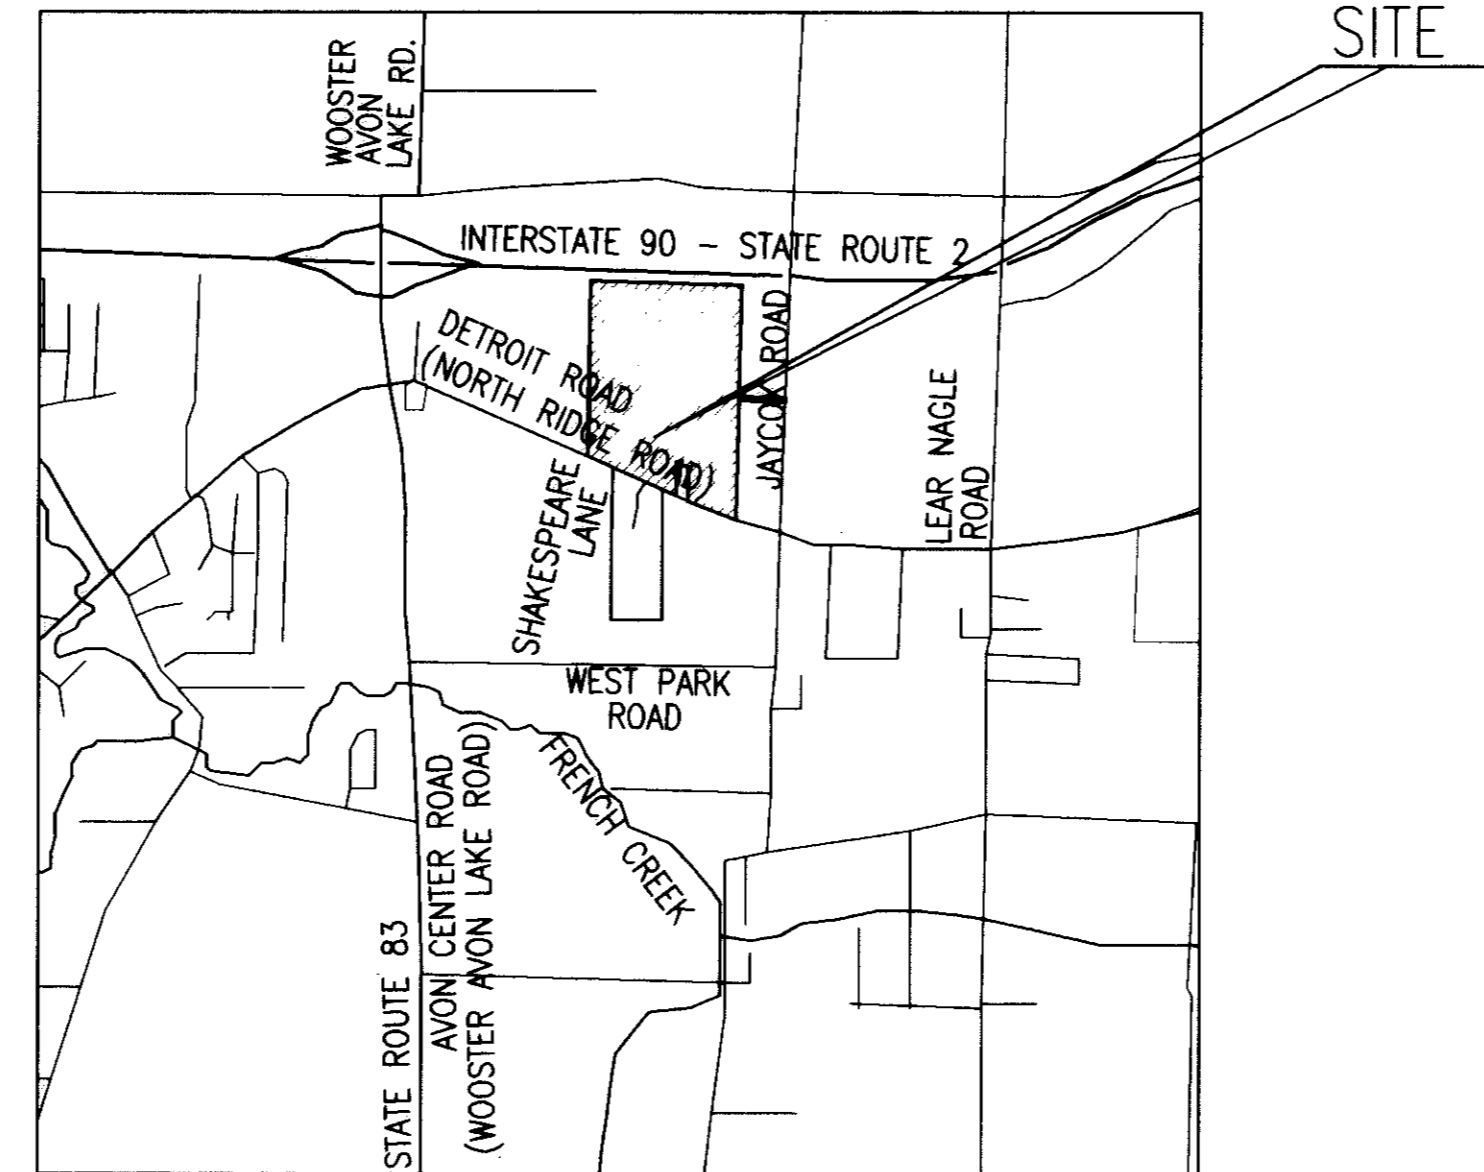 SITE
WOOSTER
AVON
LAKE RD.
INTERSTATE 90 - STATE ROUTE 2
DETROIT ROAD
(NORTH RIDGE ROAD)
JAYCOX ROAD
LEAR NAGLE
ROAD
SHAKESPEARE
LANE
WEST PARK
ROAD
FRENCH CREEK
STATE ROUTE 83
AVON CENTER ROAD
(WOOSTER AVON LAKE ROAD)